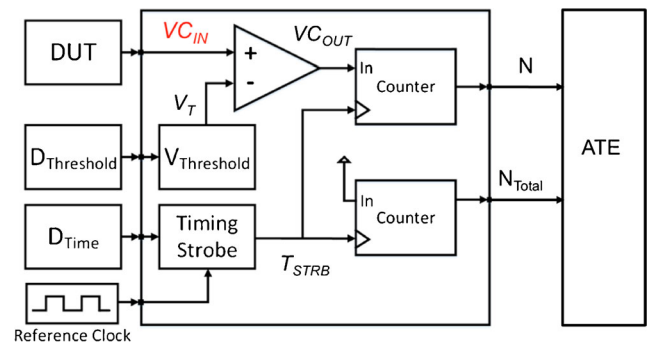 DUT
VC_IN
VC_OUT
+
-
In
Counter
N
V_T
D_Threshold
V_Threshold
ATE
In
Counter
N_Total
D_Time
Timing
Strobe
T_STRB
Reference Clock